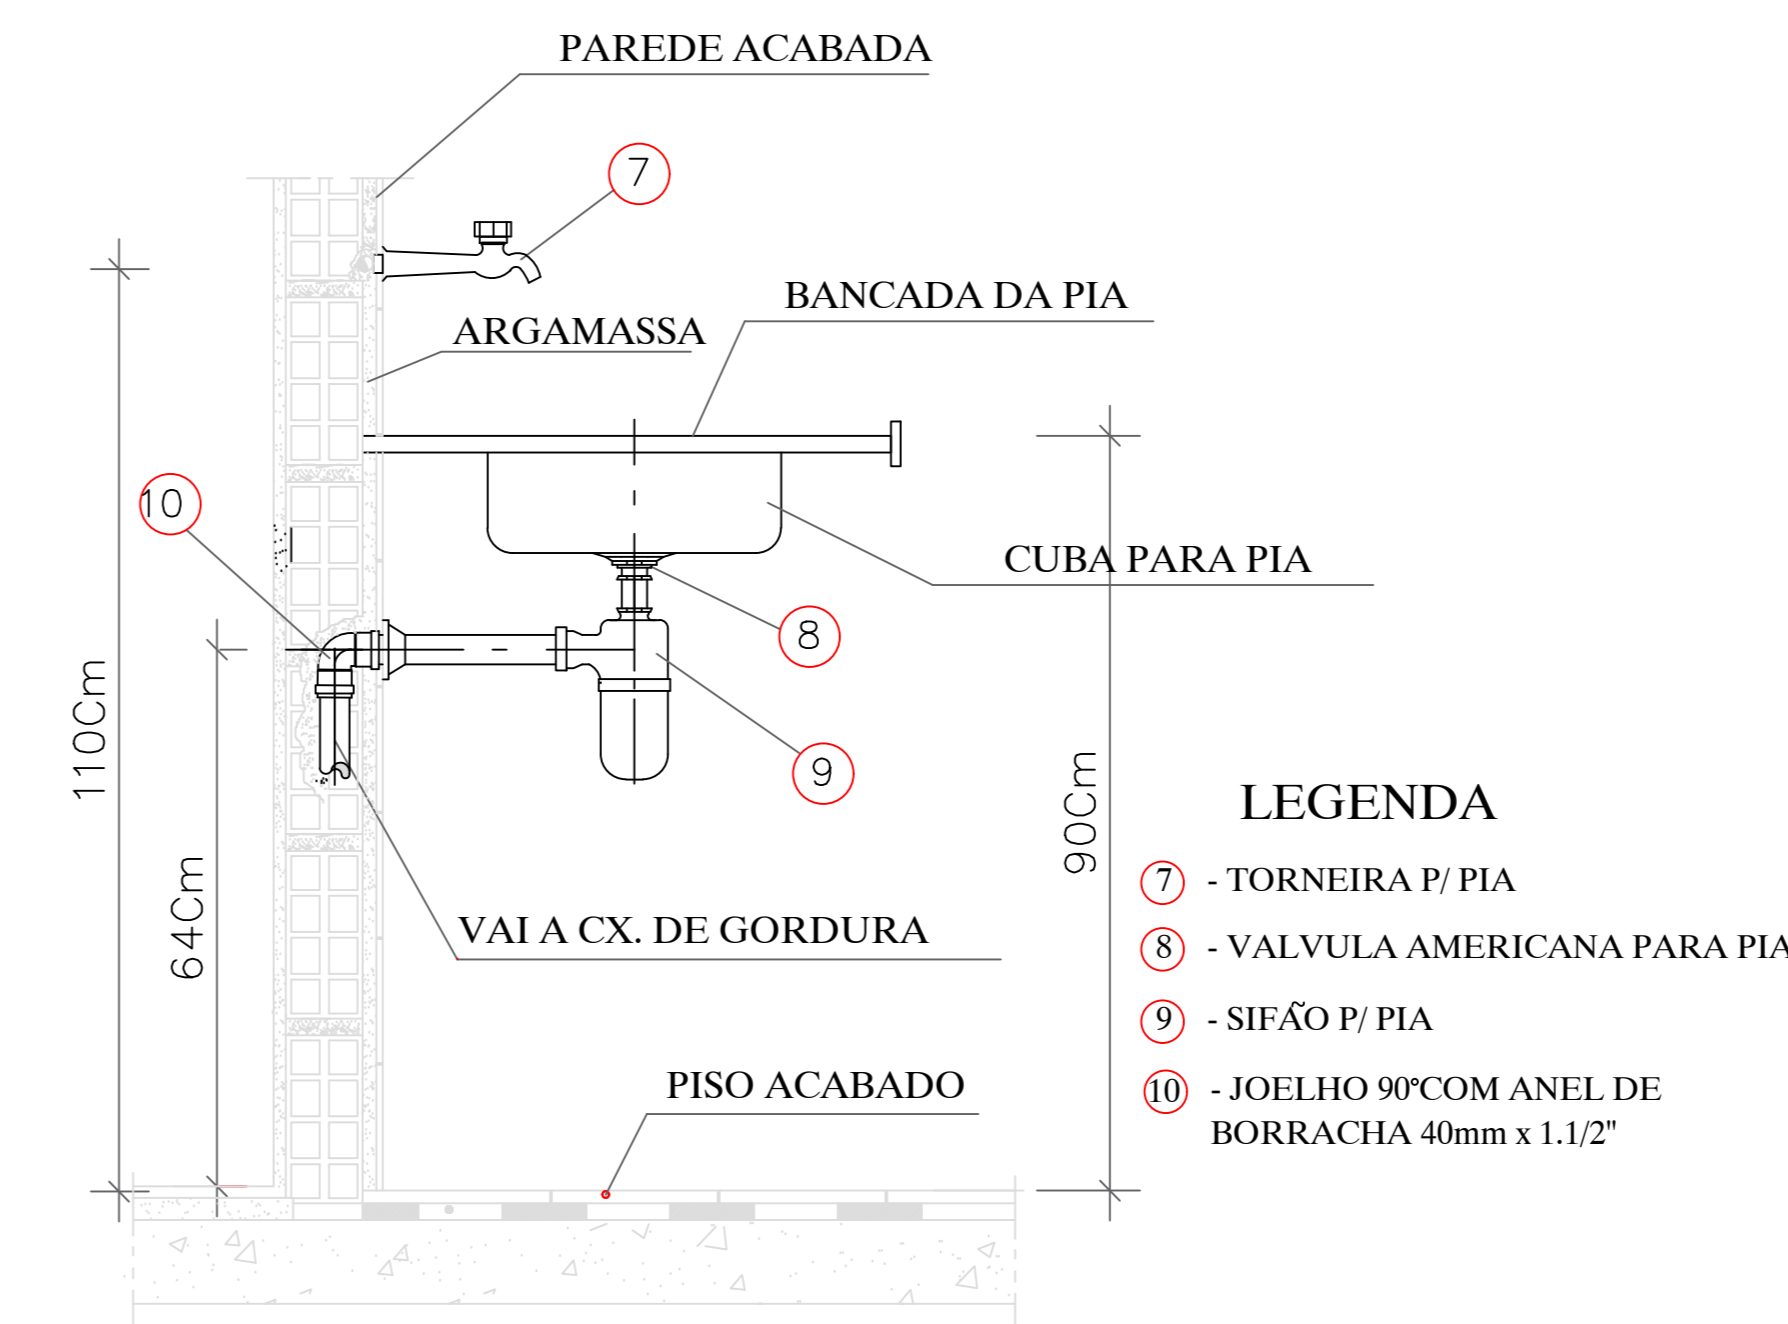 PAREDE ACABADA
7
BANCADA DA PIA
ARGAMASSA
10
CUBA PARA PIA
8
110Cm
9
90Cm
64Cm
VAI A CX. DE GORDURA
PISO ACABADO
LEGENDA
7 - TORNEIRA P/ PIA
8 - VALVULA AMERICANA PARA PIA
9 - SIFÃO P/ PIA
10 - JOELHO 90°COM ANEL DE
BORRACHA 40mm x 1.1/2"